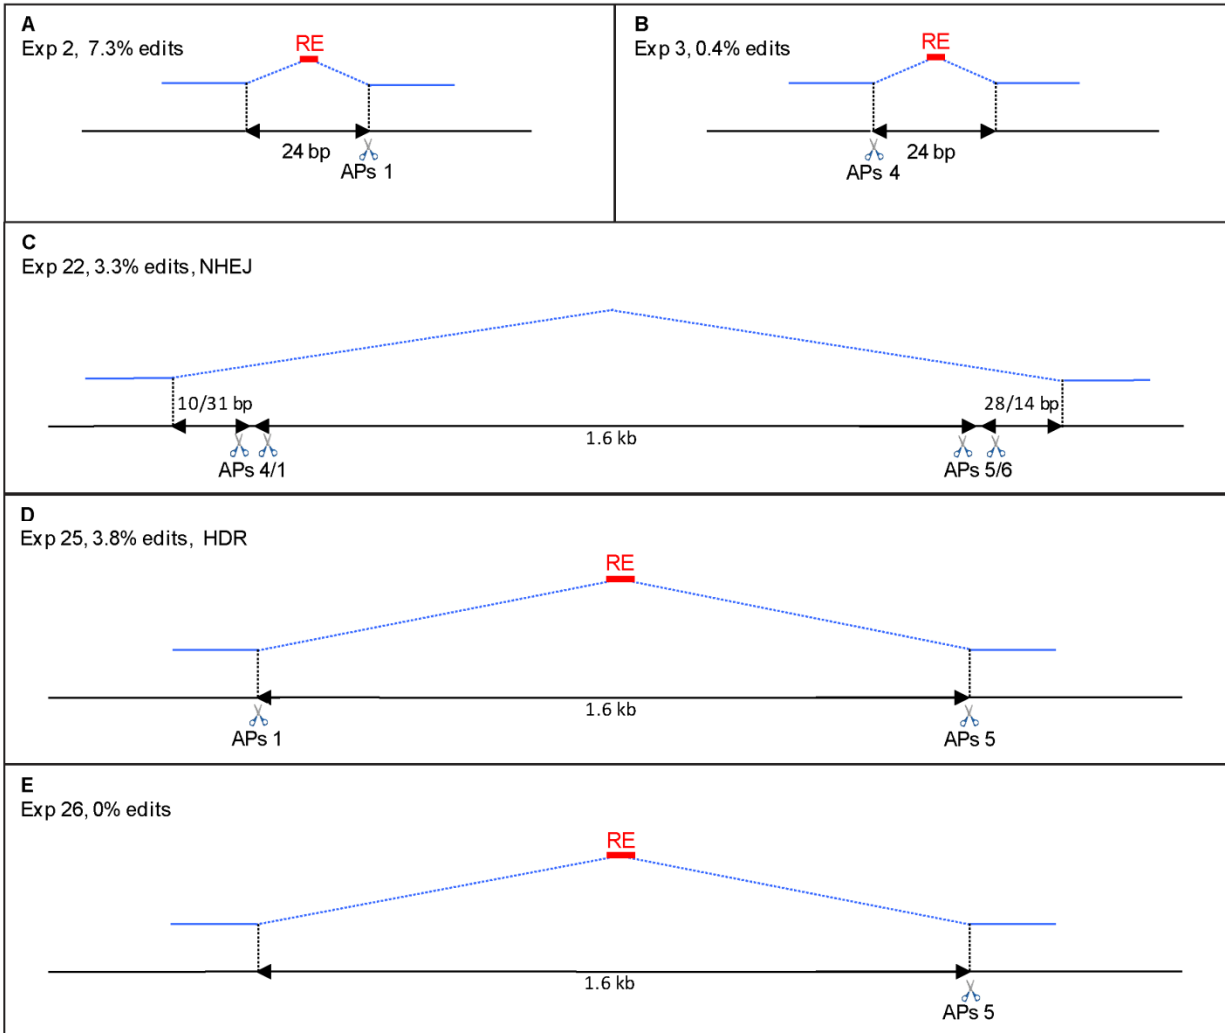 A
Exp 2, 7.3% edits
RE
24 bp
APs 1
B
Exp 3, 0.4% edits
RE
24 bp
APs 4
C
Exp 22, 3.3% edits, NHEJ
10/31 bp
28/14 bp
1.6 kb
APs 4/1
APs 5/6
D
Exp 25, 3.8% edits, HDR
RE
1.6 kb
APs 1
APs 5
E
Exp 26, 0% edits
RE
1.6 kb
APs 5